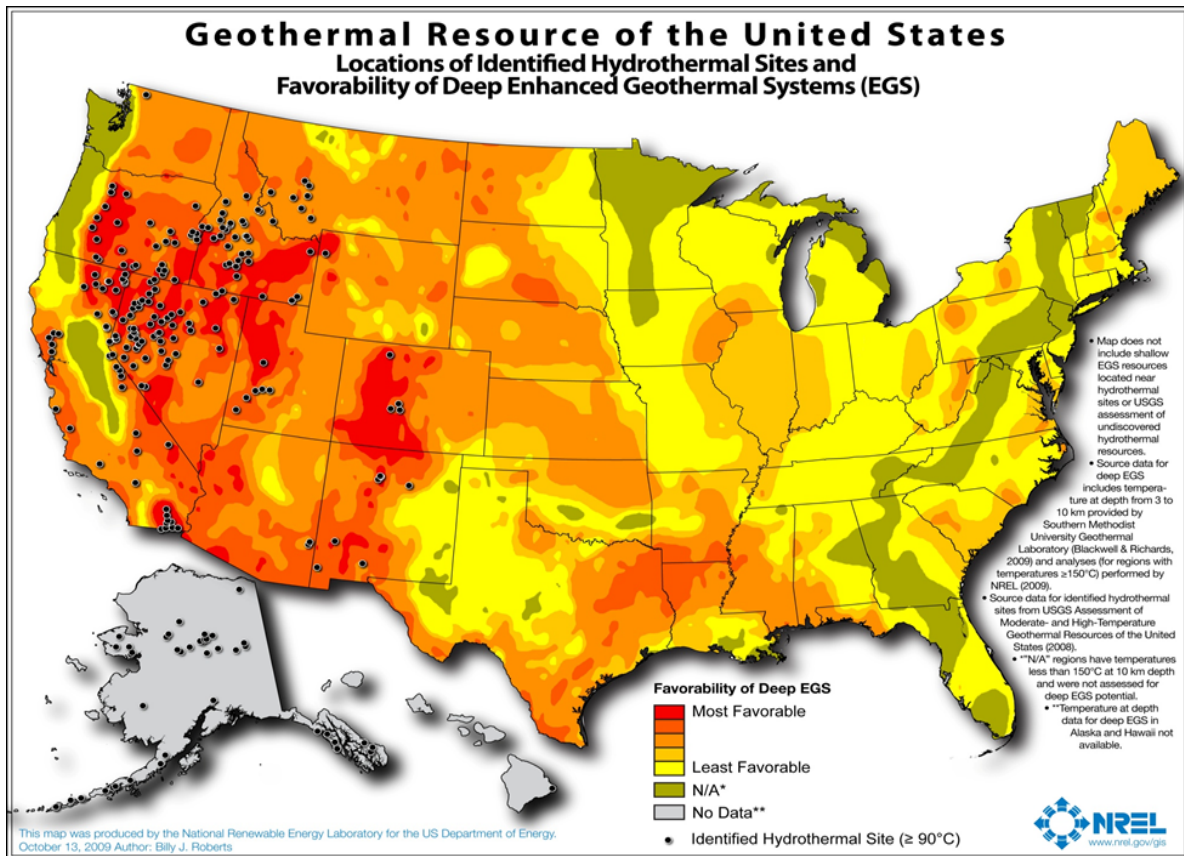 Geothermal Resource of the United States
Locations of Identified Hydrothermal Sites and
Favorability of Deep Enhanced Geothermal Systems (EGS)
• Map does not
include shallow
EGS resources
located near
hydrothermal
sites or USGS
assessment of
undiscovered
hydrothermal
resources.
• Source data for
deep EGS
includes tempera-
ture at depth from 3 to
10 km provided by
Southern Methodist
University Geothermal
Laboratory (Blackwell & Richards,
2009) and analyses (for regions with
temperatures ≥150°C) performed by
NREL (2009).
• Source data for identified hydrothermal
sites from USGS Assessment of
Moderate- and High-Temperature
Geothermal Resources of the United
States (2008).
• *"N/A" regions have temperatures
less than 150°C at 10 km depth
and were not assessed for
deep EGS potential.
• **Temperature at depth
data for deep EGS in
Alaska and Hawaii not
available.
Favorability of Deep EGS
Most Favorable
Least Favorable
N/A*
No Data**
Identified Hydrothermal Site (≥ 90°C)
This map was produced by the National Renewable Energy Laboratory for the US Department of Energy.
October 13, 2009 Author: Billy J. Roberts
NREL
www.nrel.gov/gis